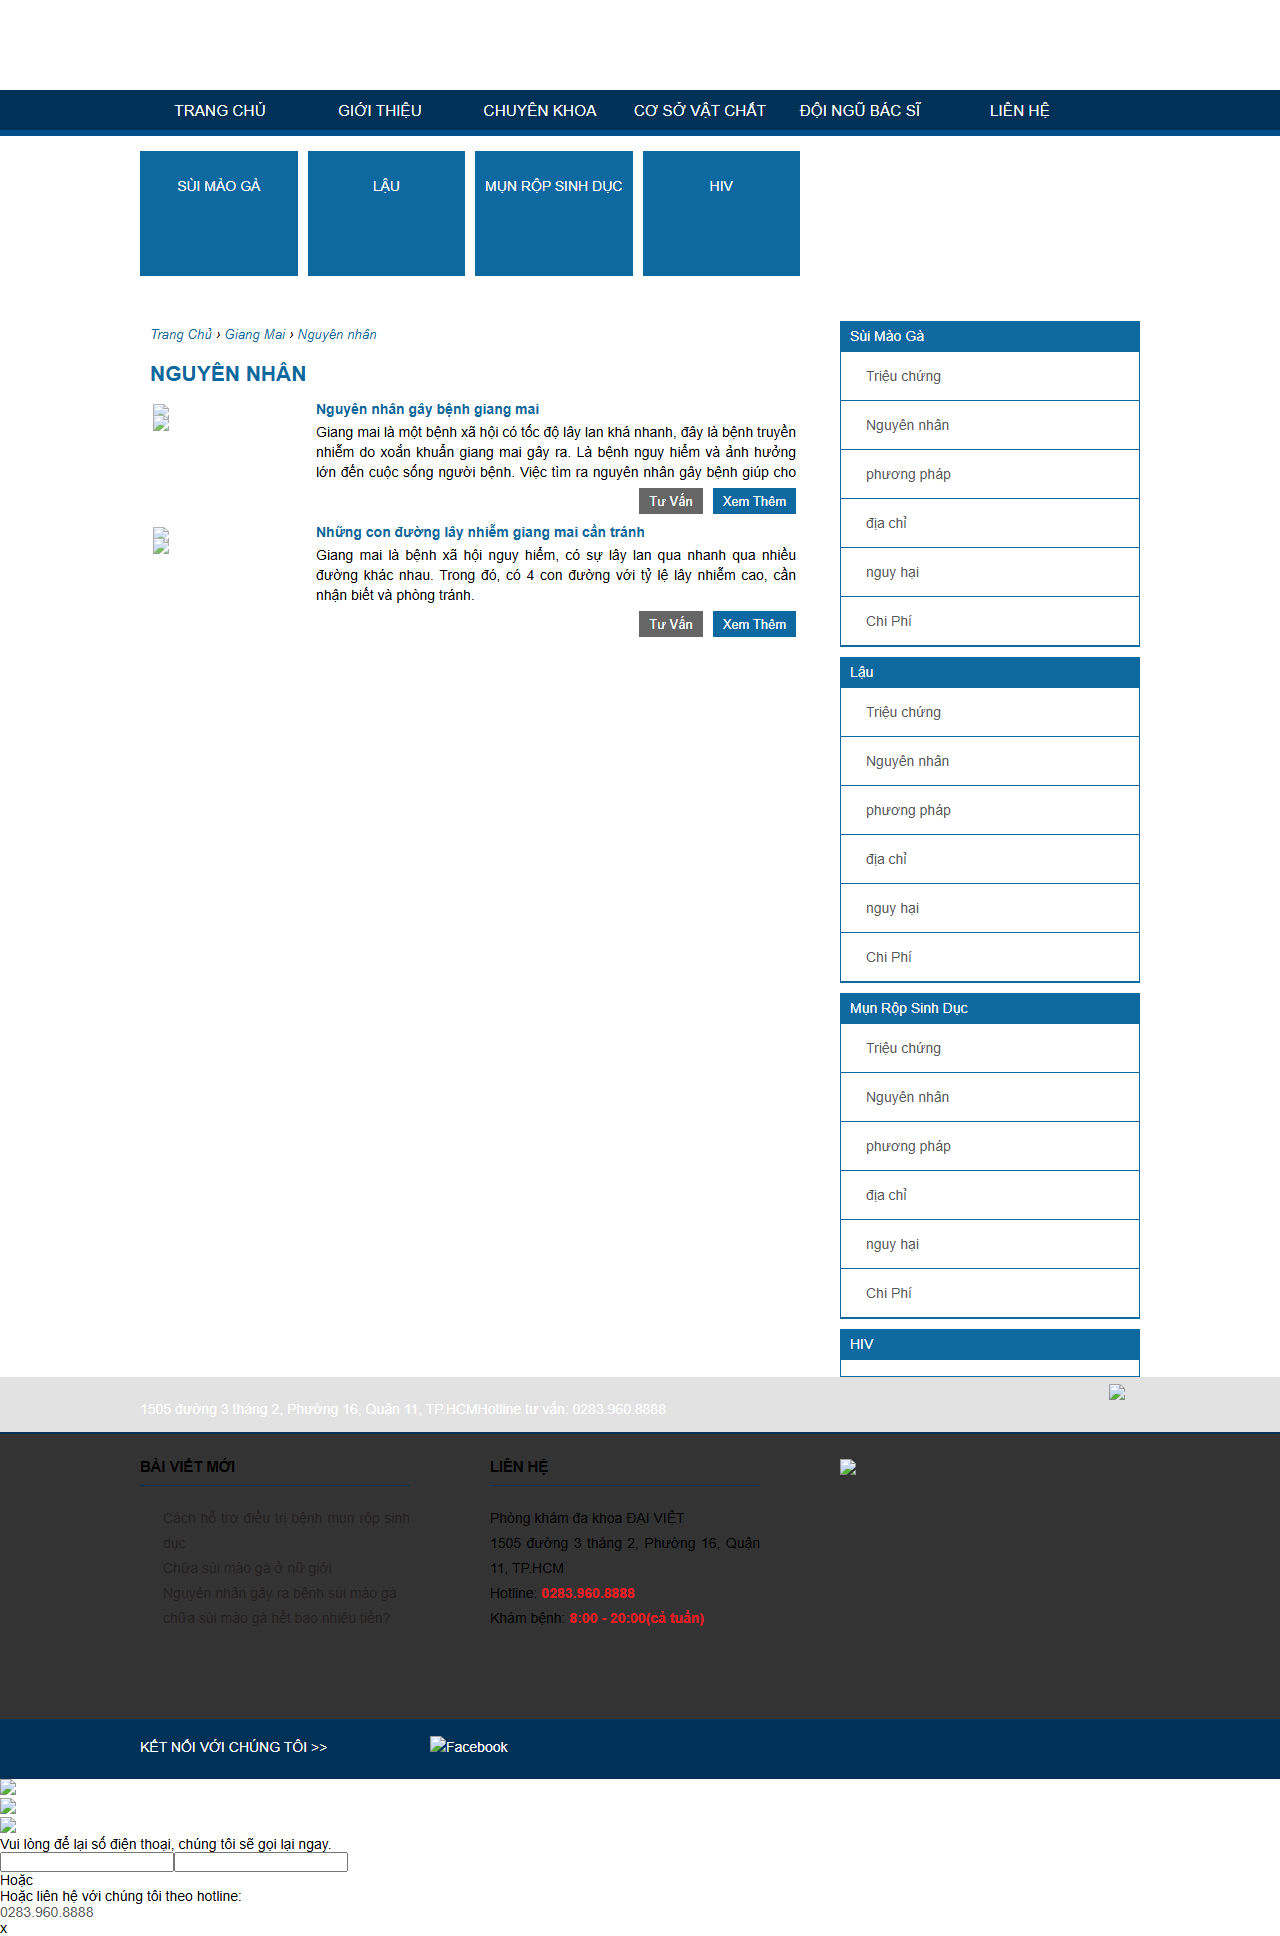 TRANG CHỦ GIỚI THIỆU CHUYÊN KHOA CƠ SỞ VẬT CHẤT ĐỘI NGŨ BÁC SĨ LIÊN HỆ
SÙI MÀO GÀ LẬU MỤN RỘP SINH DỤC HIV
Trang Chủ › Giang Mai › Nguyên nhân
NGUYÊN NHÂN
Nguyên nhân gây bệnh giang mai
Giang mai là một bệnh xã hội có tốc độ lây lan khá nhanh, đây là bệnh truyền
nhiễm do xoắn khuẩn giang mai gây ra. Là bệnh nguy hiểm và ảnh hưởng
lớn đến cuộc sống người bệnh. Việc tìm ra nguyên nhân gây bệnh giúp cho
Tư Vấn Xem Thêm
Những con đường lây nhiễm giang mai cần tránh
Giang mai là bệnh xã hội nguy hiểm, có sự lây lan qua nhanh qua nhiều
đường khác nhau. Trong đó, có 4 con đường với tỷ lệ lây nhiễm cao, cần
nhận biết và phòng tránh.
Tư Vấn Xem Thêm
Sùi Mào Gà
Triệu chứng
Nguyên nhân
phương pháp
địa chỉ
nguy hại
Chi Phí
Lậu
Triệu chứng
Nguyên nhân
phương pháp
địa chỉ
nguy hại
Chi Phí
Mụn Rộp Sinh Dục
Triệu chứng
Nguyên nhân
phương pháp
địa chỉ
nguy hại
Chi Phí
HIV
1505 đường 3 tháng 2, Phường 16, Quận 11, TP.HCMHotline tư vấn: 0283.960.8888
BÀI VIẾT MỚI
Cách hỗ trợ điều trị bệnh mụn rộp sinh
dục
Chữa sùi mào gà ở nữ giới
Nguyên nhân gây ra bệnh sùi mào gà
chữa sùi mào gà hết bao nhiêu tiền?
LIÊN HỆ
Phòng khám đa khoa ĐẠI VIỆT
1505 đường 3 tháng 2, Phường 16, Quận
11, TP.HCM
Hotline: 0283.960.8888
Khám bệnh: 8:00 - 20:00(cả tuần)
KẾT NỐI VỚI CHÚNG TÔI >> Facebook
Vui lòng để lại số điện thoại, chúng tôi sẽ gọi lại ngay.
Hoặc
Hoặc liên hệ với chúng tôi theo hotline:
0283.960.8888
x